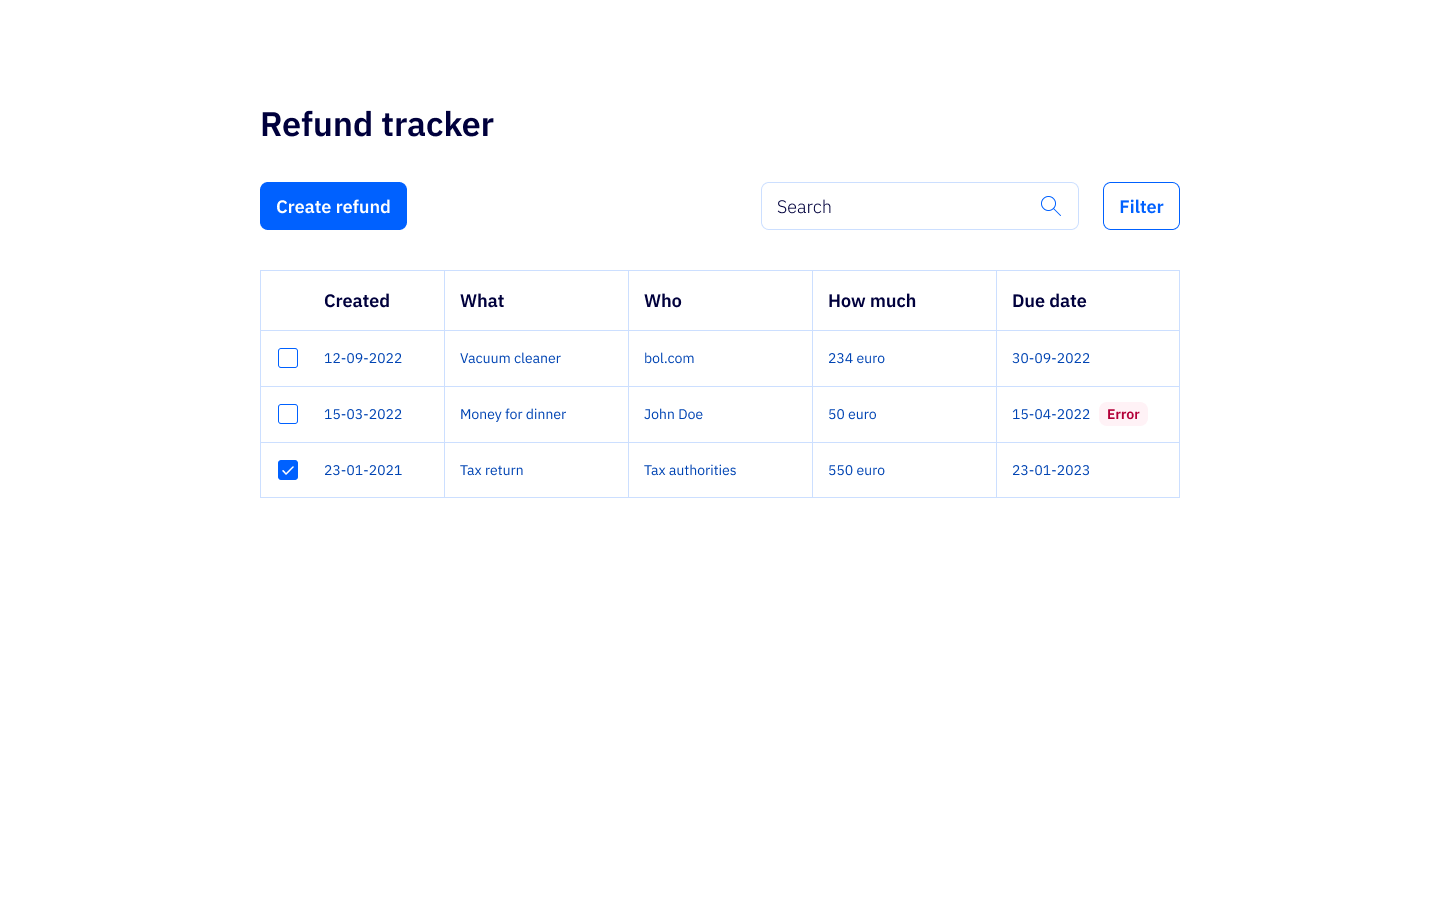 Refund tracker
Create refund
Search
Filter
Created What Who How much Due date
12-09-2022 Vacuum cleaner bol.com 234 euro 30-09-2022
15-03-2022 Money for dinner John Doe 50 euro 15-04-2022 Error
23-01-2021 Tax return Tax authorities 550 euro 23-01-2023